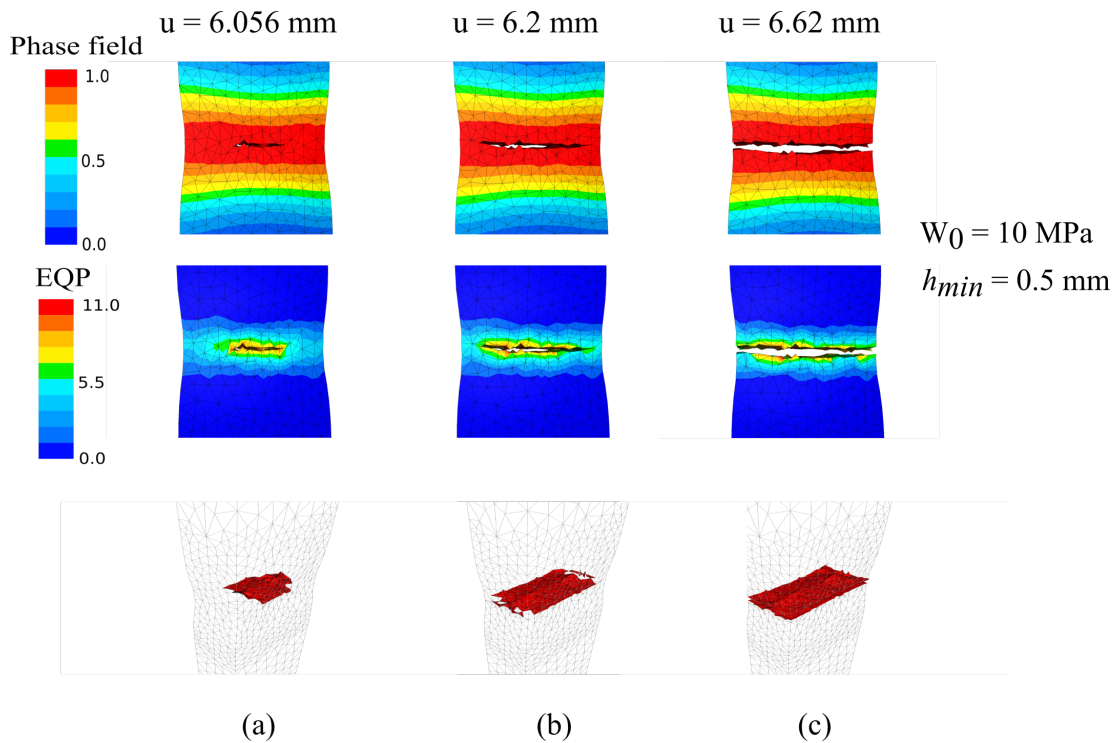 u = 6.056 mm
u = 6.2 mm
u = 6.62 mm
Phase field
1.0
0.5
0.0
W0 = 10 MPa
hmin = 0.5 mm
EQP
11.0
5.5
0.0
(a)
(b)
(c)